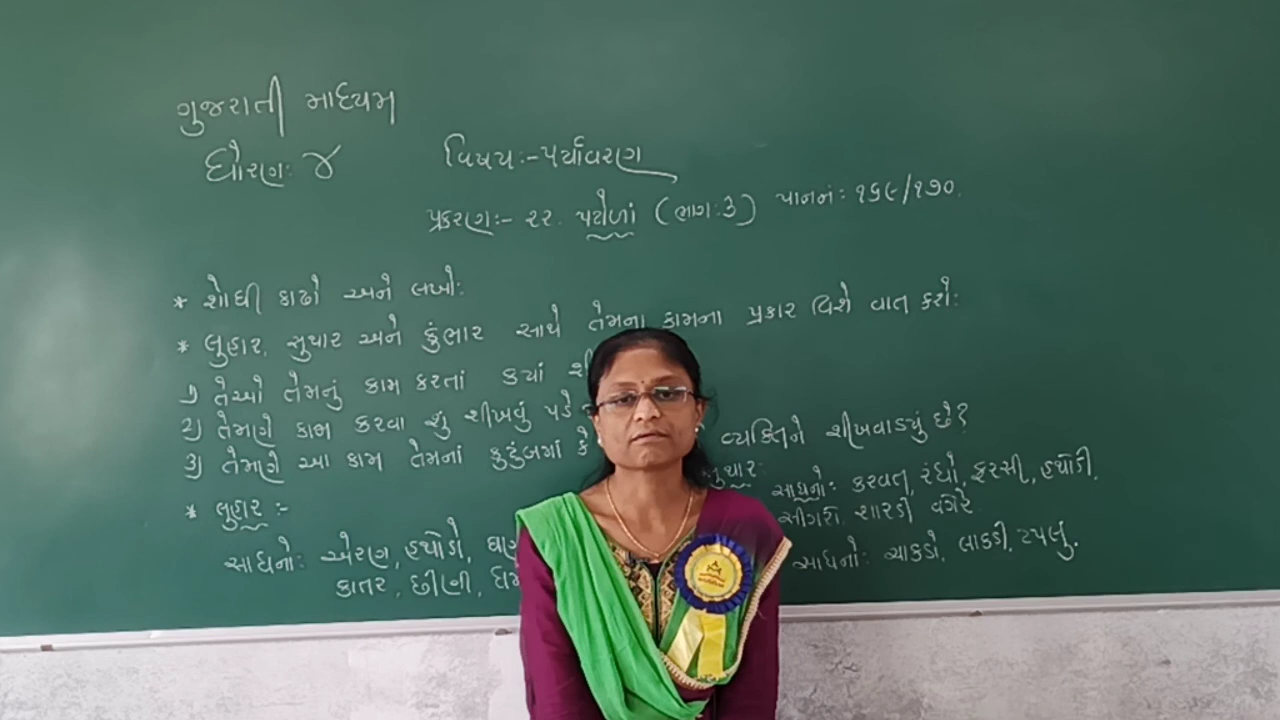 ગુજરાતી માધ્યમ
ધોરણ: ૪
વિષય:-પર્યાવરણ
પ્રકરણ:- ૨૨. પટોળાં (ભાગ:૩) પાનનં: ૧૬૯/૧૭૦.
* શોધી કાઢો અને લખો:
* લુહાર, સુથાર અને કુંભાર સાથે તેમના કામના પ્રકાર વિશે વાત કરો:
૧) તેઓ તેમનું કામ કરતાં કયાં
૨) તેમણે કામ કરવા શું શીખવું પડે
૩) તેમણે આ કામ તેમનાં કુટુંબમાં કે વ્યક્તિને શીખવાડ્યું છે?
* લુહાર :-
સાધનો: એરણ, હથોડો,
કાતર, છીણી,
સુથાર:
સાધનો: કરવત, રંધો, ફરસી, હથોડી,
શારડી વગેરે
સાધનો: ચાકડો, લાકડી, ટપલું.